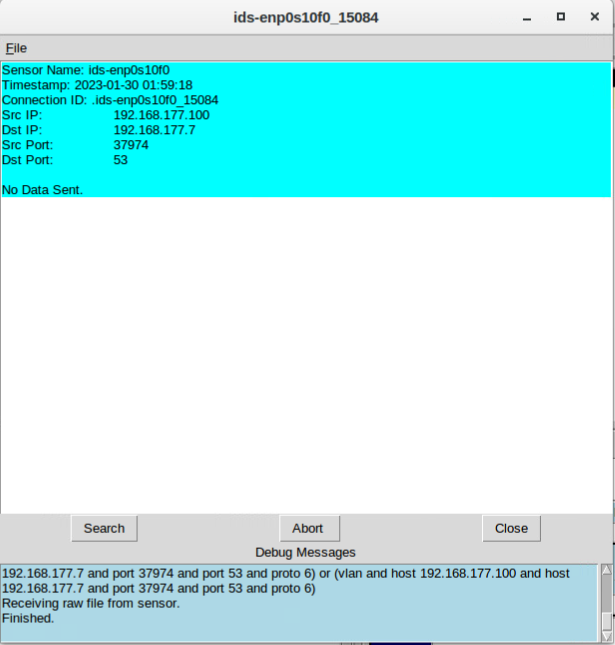 ids-enp0s10f0_15084
File
Sensor Name: ids-enp0s10f0
Timestamp: 2023-01-30 01:59:18
Connection ID: .ids-enp0s10f0_15084
Src IP: 192.168.177.100
Dst IP: 192.168.177.7
Src Port: 37974
Dst Port: 53
No Data Sent.
Search Abort Close
Debug Messages
192.168.177.7 and port 37974 and port 53 and proto 6) or (vlan and host 192.168.177.100 and host
192.168.177.7 and port 37974 and port 53 and proto 6)
Receiving raw file from sensor.
Finished.